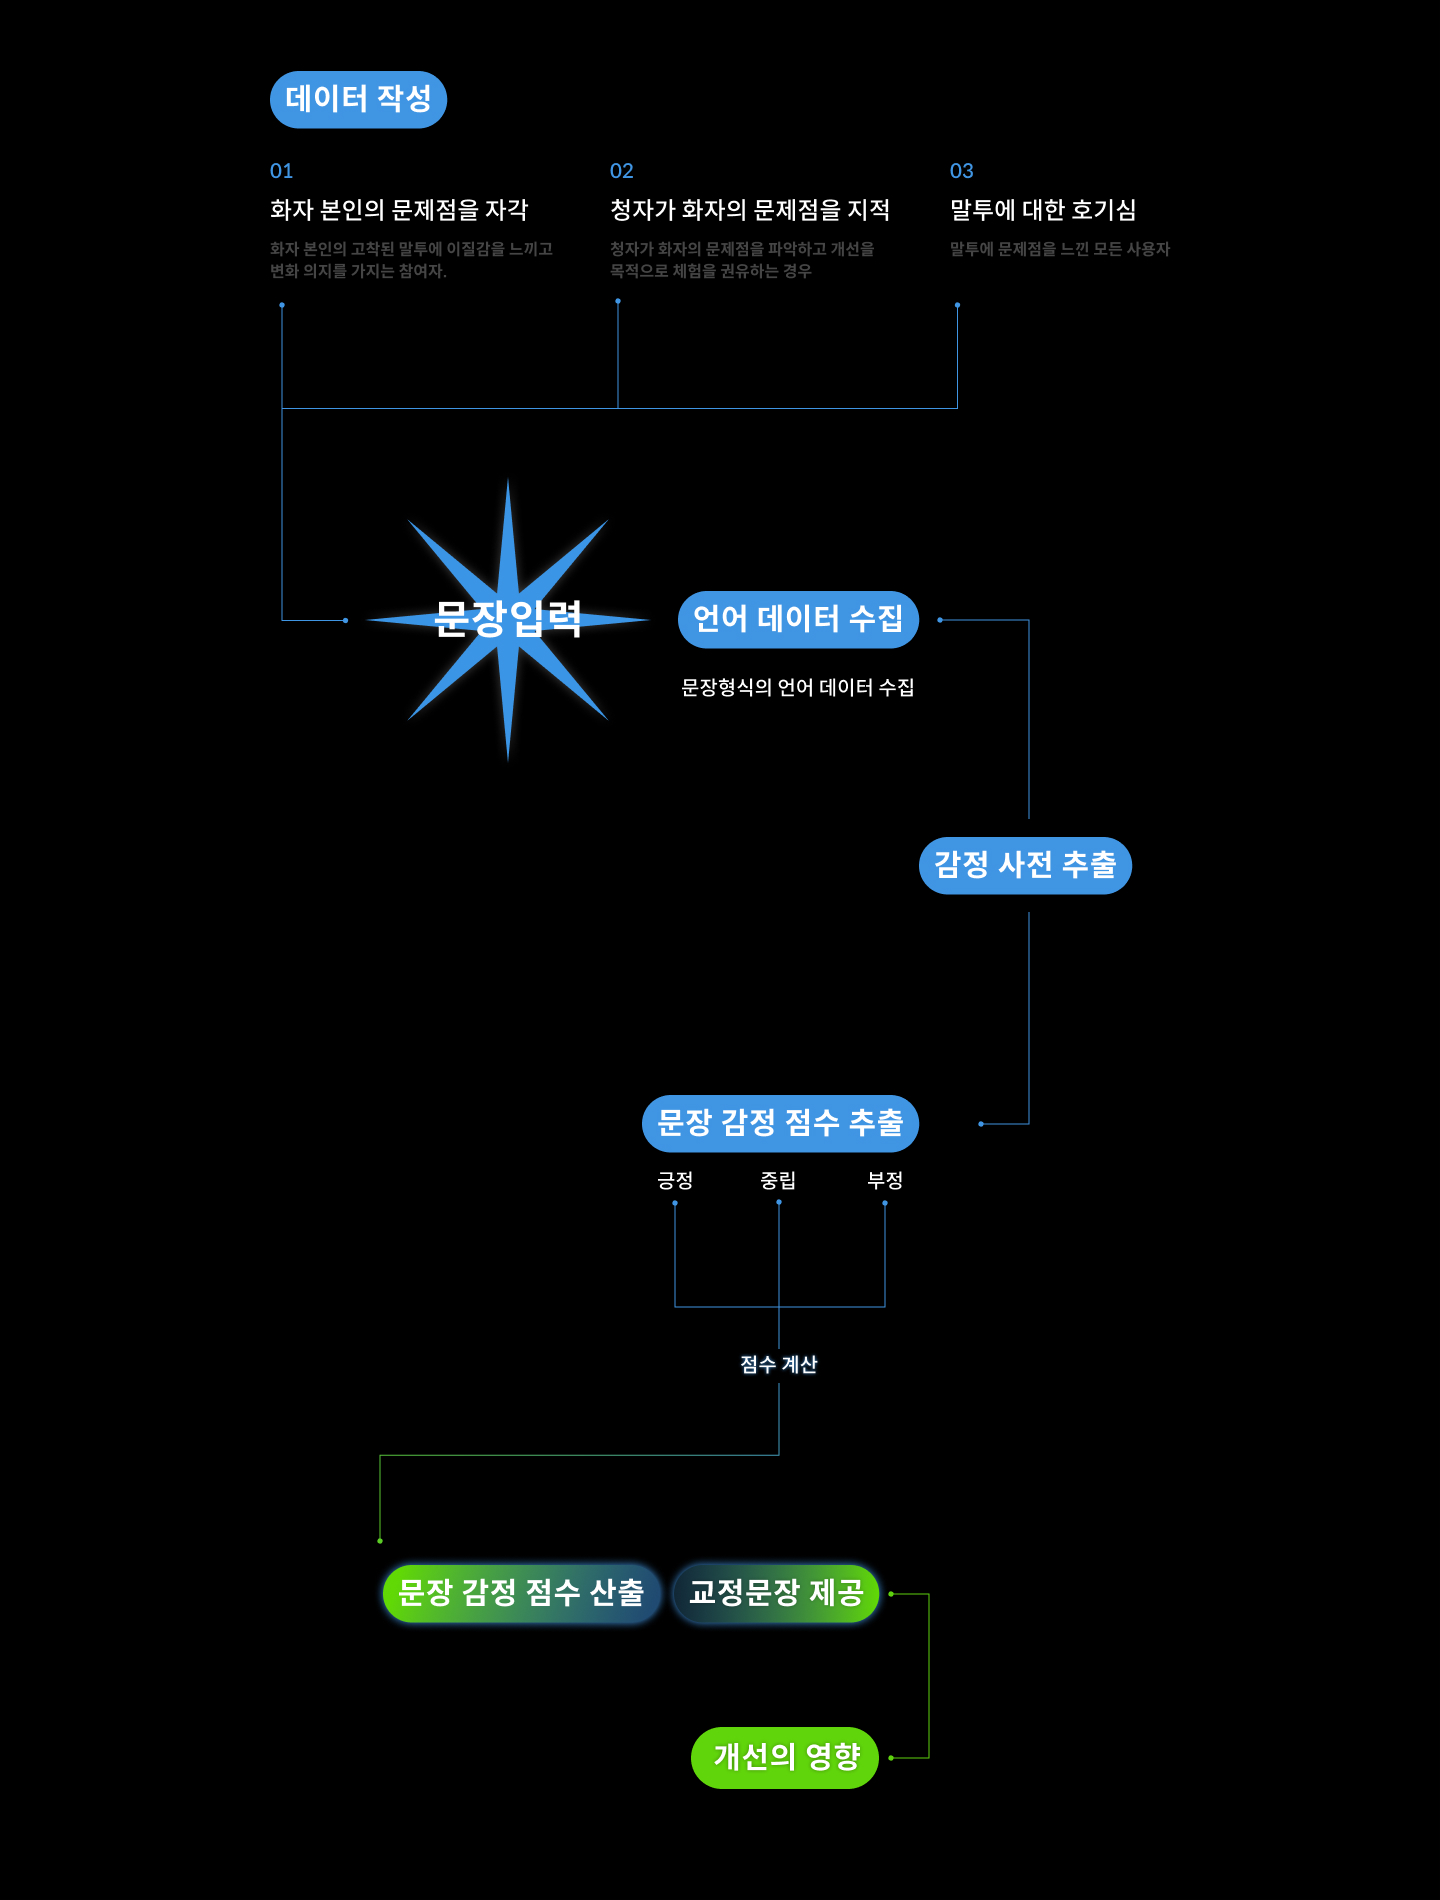 데이터 작성
01
화자 본인의 문제점을 자각
화자 본인의 고착된 말투에 이질감을 느끼고
변화 의지를 가지는 참여자.
02
청자가 화자의 문제점을 지적
청자가 화자의 문제점을 파악하고 개선을
목적으로 체험을 권유하는 경우
03
말투에 대한 호기심
말투에 문제점을 느낀 모든 사용자
문장입력
언어 데이터 수집
문장형식의 언어 데이터 수집
감정 사전 추출
문장 감정 점수 추출
긍정 중립 부정
점수 계산
문장 감정 점수 산출 교정문장 제공
개선의 영향